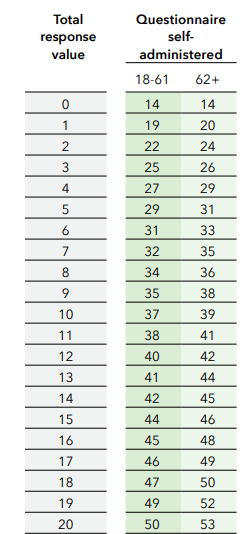 Total Questionnaire
response self-
value administered
18-61 62+
0 14 14
1 19 20
2 22 24
3 25 26
4 27 29
5 29 31
6 31 33
7 32 35
8 34 36
9 35 38
10 37 39
11 38 41
12 40 42
13 41 44
14 42 45
15 44 46
16 45 48
17 46 49
18 47 50
19 49 52
20 50 53